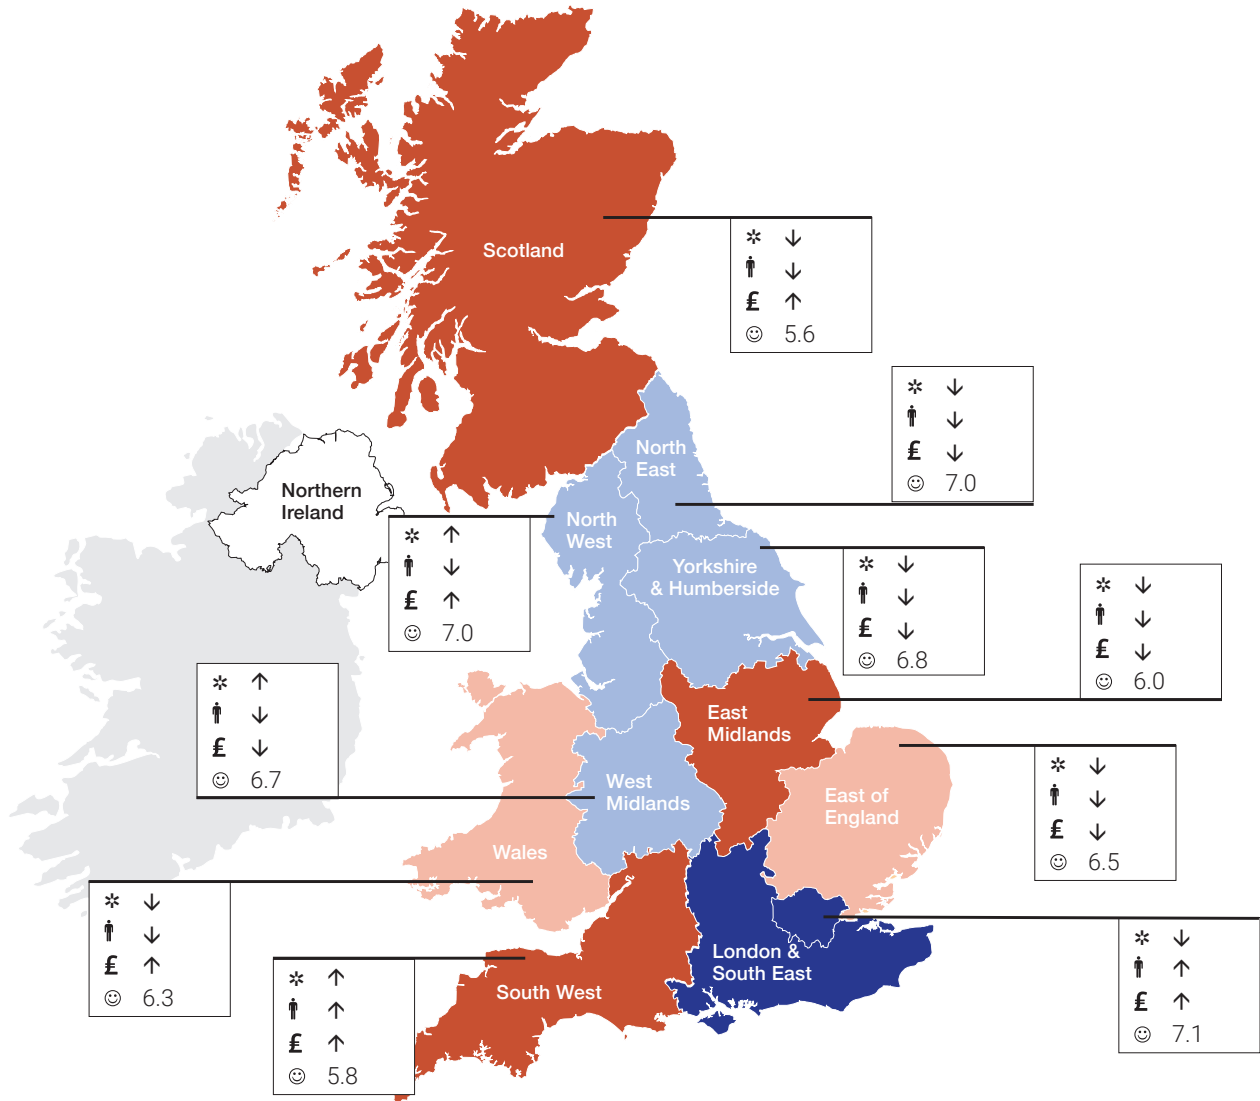 Scotland
✲ ↓
↓
£ ↑
☺ 5.6
✲ ↓
↓
£ ↓
☺ 7.0
North
East
Northern
Ireland
North
West
✲ ↑
↓
£ ↑
☺ 7.0
Yorkshire
& Humberside
✲ ↓
↓
£ ↓
☺ 6.8
✲ ↓
↓
£ ↓
☺ 6.0
✲ ↑
↓
£ ↓
☺ 6.7
East
Midlands
West
Midlands
East of
England
✲ ↓
↓
£ ↓
☺ 6.5
Wales
✲ ↓
↓
£ ↑
☺ 6.3
London &
South East
✲ ↓
↑
£ ↑
☺ 7.1
South West
✲ ↑
↑
£ ↑
☺ 5.8